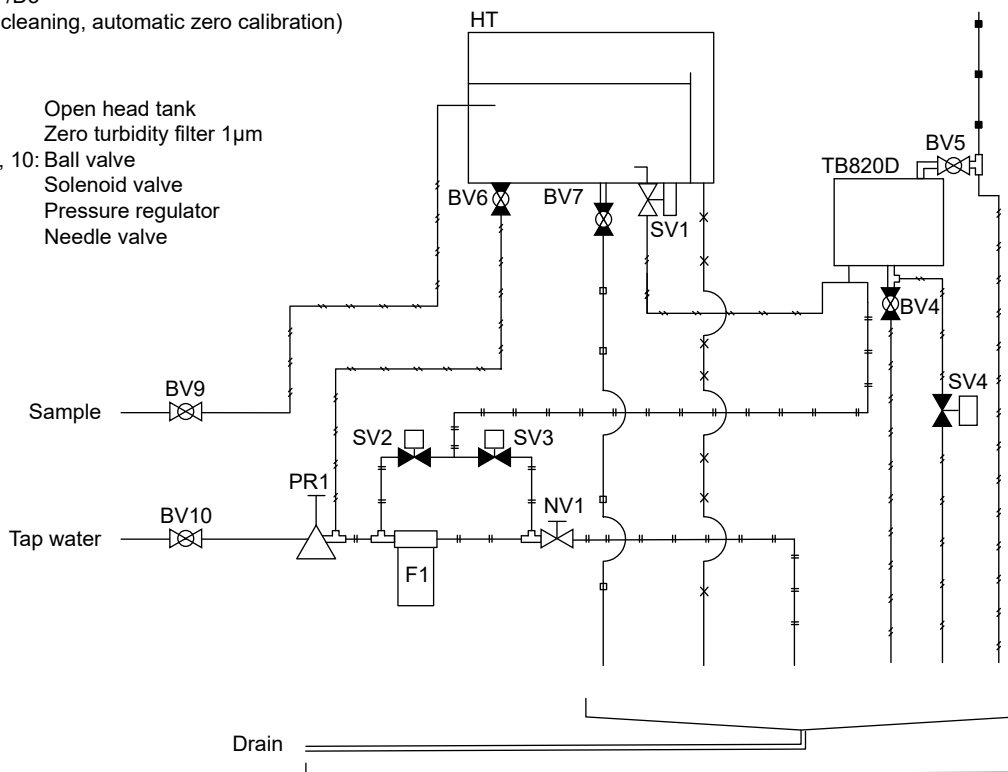 cleaning, automatic zero calibration)
Open head tank
Zero turbidity filter 1µm
, 10: Ball valve
Solenoid valve
Pressure regulator
Needle valve
HT
BV5
TB820D
BV6
BV7
SV1
BV4
BV9
SV4
Sample
SV2
SV3
PR1
NV1
BV10
Tap water
F1
Drain